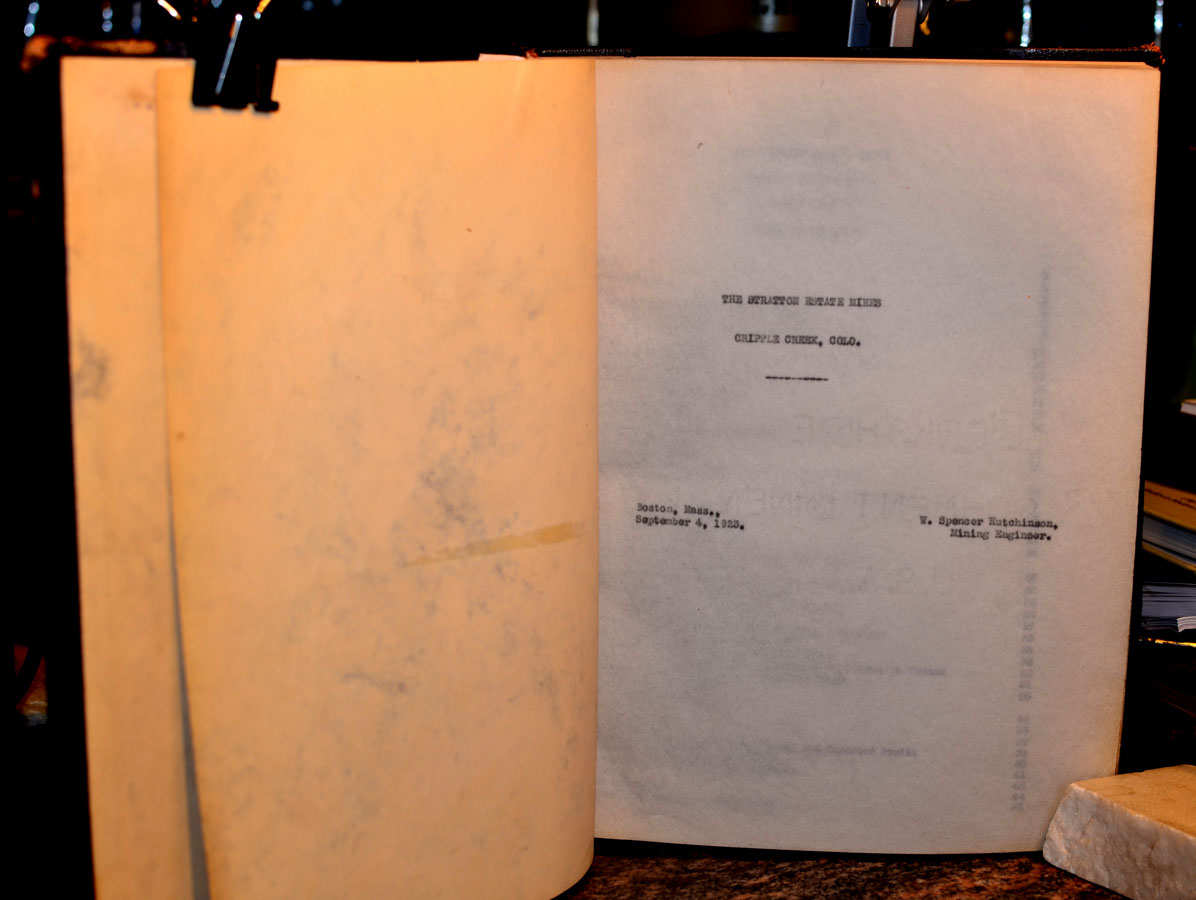 THE STRATTON ESTATE MINES
CRIPPLE CREEK, COLO.
Boston, Mass.,
September 4, 1923.
W. Spencer Hutchinson,
Mining Engineer.